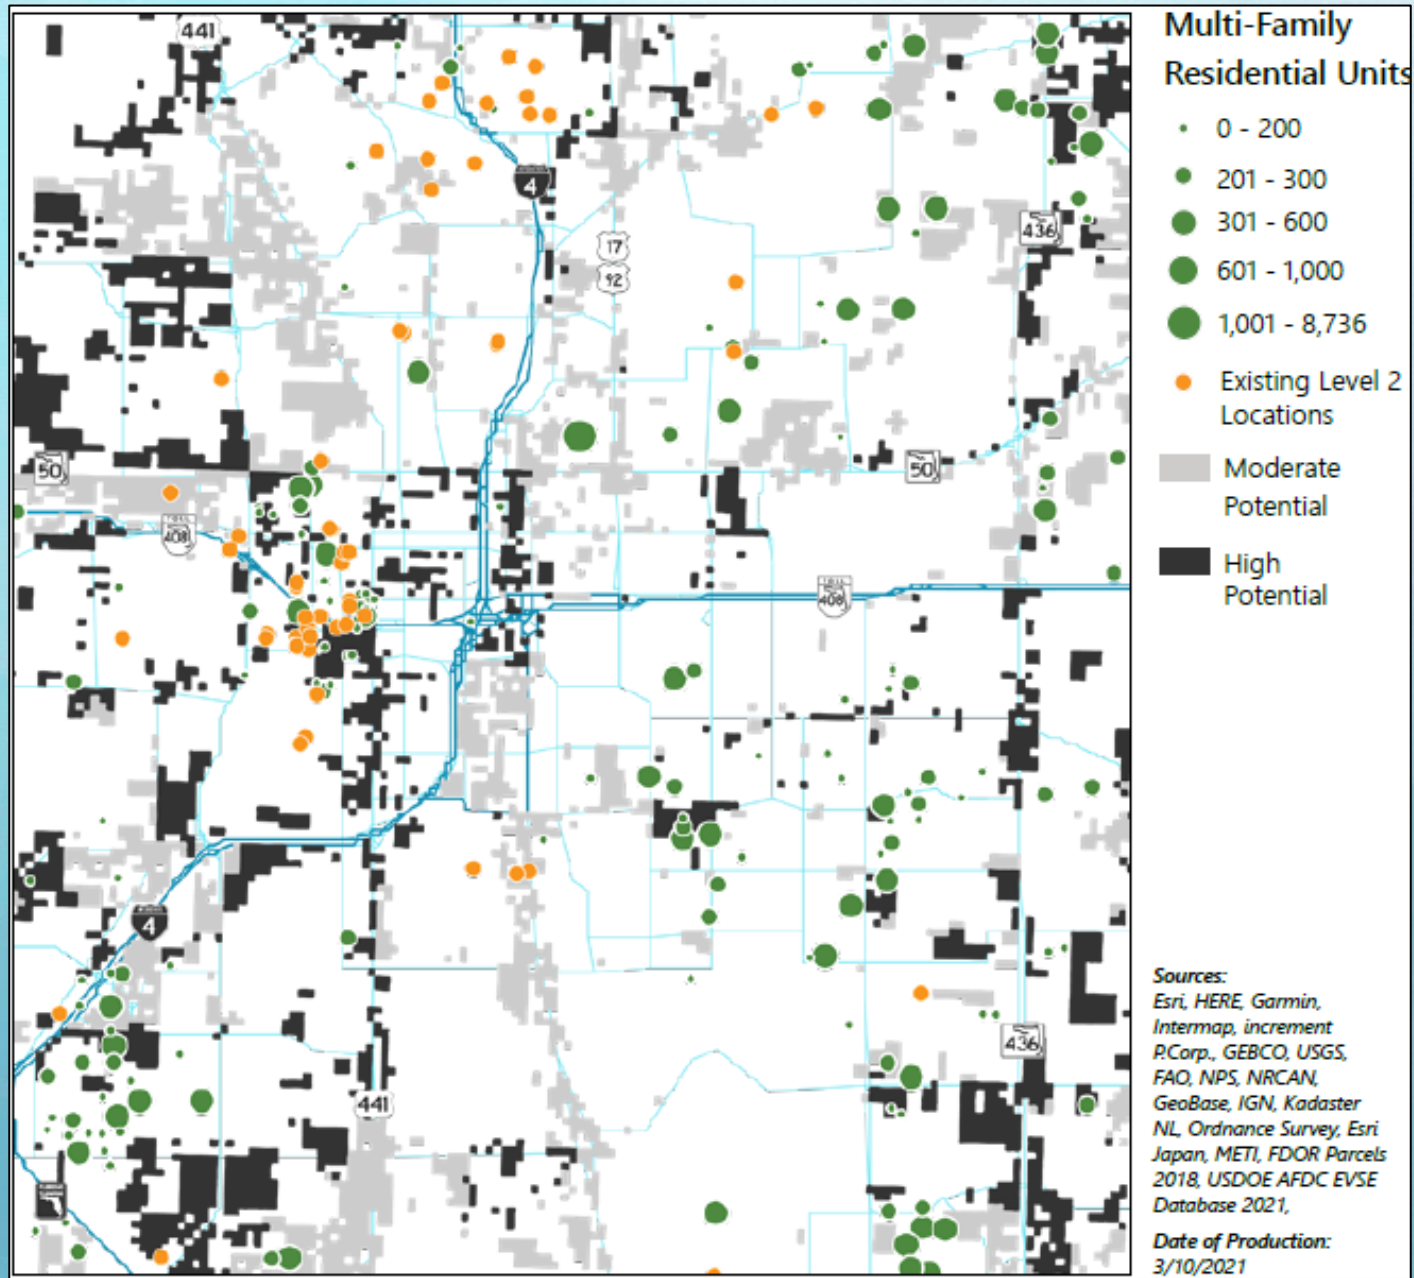 Multi-Family
Residential Units
0 - 200
201 - 300
301 - 600
601 - 1,000
1,001 - 8,736
Existing Level 2
Locations
Moderate
Potential
High
Potential
Sources:
Esri, HERE, Garmin,
Intermap, increment
P.Corp., GEBCO, USGS,
FAO, NPS, NRCAN,
GeoBase, IGN, Kadaster
NL, Ordnance Survey, Esri
Japan, METI, FDOR Parcels
2018, USDOE AFDC EVSE
Database 2021,
Date of Production:
3/10/2021
441
4
17
92
436
50
50
408
408
4
436
441